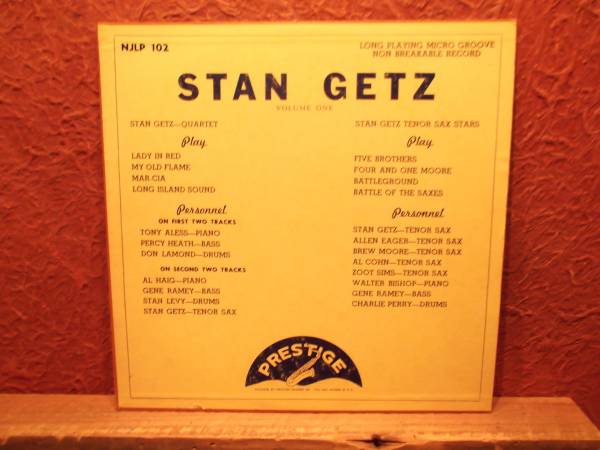 NJLP 102
LONG PLAYING MICRO GROOVE
NON BREAKABLE RECORD
STAN GETZ
VOLUME ONE
STAN GETZ—QUARTET
Play
LADY IN RED
MY OLD FLAME
MAR-CIA
LONG ISLAND SOUND
Personnel
ON FIRST TWO TRACKS
TONY ALESS—PIANO
PERCY HEATH—BASS
DON LAMOND—DRUMS
ON SECOND TWO TRACKS
AL HAIG—PIANO
GENE RAMEY—BASS
STAN LEVY—DRUMS
STAN GETZ—TENOR SAX
STAN GETZ TENOR SAX STARS
Play
FIVE BROTHERS
FOUR AND ONE MOORE
BATTLEGROUND
BATTLE OF THE SAXES
Personnel
STAN GETZ—TENOR SAX
ALLEN EAGER—TENOR SAX
BREW MOORE—TENOR SAX
AL COHN—TENOR SAX
ZOOT SIMS—TENOR SAX
WALTER BISHOP—PIANO
GENE RAMEY—BASS
CHARLIE PERRY—DRUMS
PRESTIGE